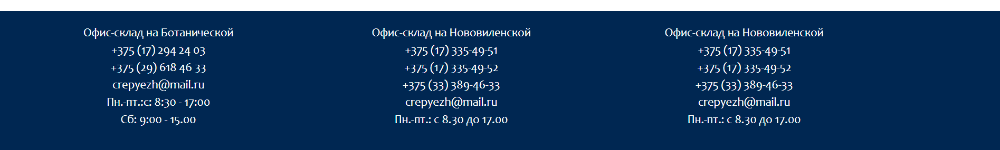 Офис-склад на Ботанической
+375 (17) 294 24 03
+375 (29) 618 46 33
crepyezh@mail.ru
Пн.-пт.:с: 8:30 - 17:00
Сб: 9:00 - 15.00
Офис-склад на Нововиленской
+375 (17) 335-49-51
+375 (17) 335-49-52
+375 (33) 389-46-33
crepyezh@mail.ru
Пн.-пт.: с 8.30 до 17.00
Офис-склад на Нововиленской
+375 (17) 335-49-51
+375 (17) 335-49-52
+375 (33) 389-46-33
crepyezh@mail.ru
Пн.-пт.: с 8.30 до 17.00